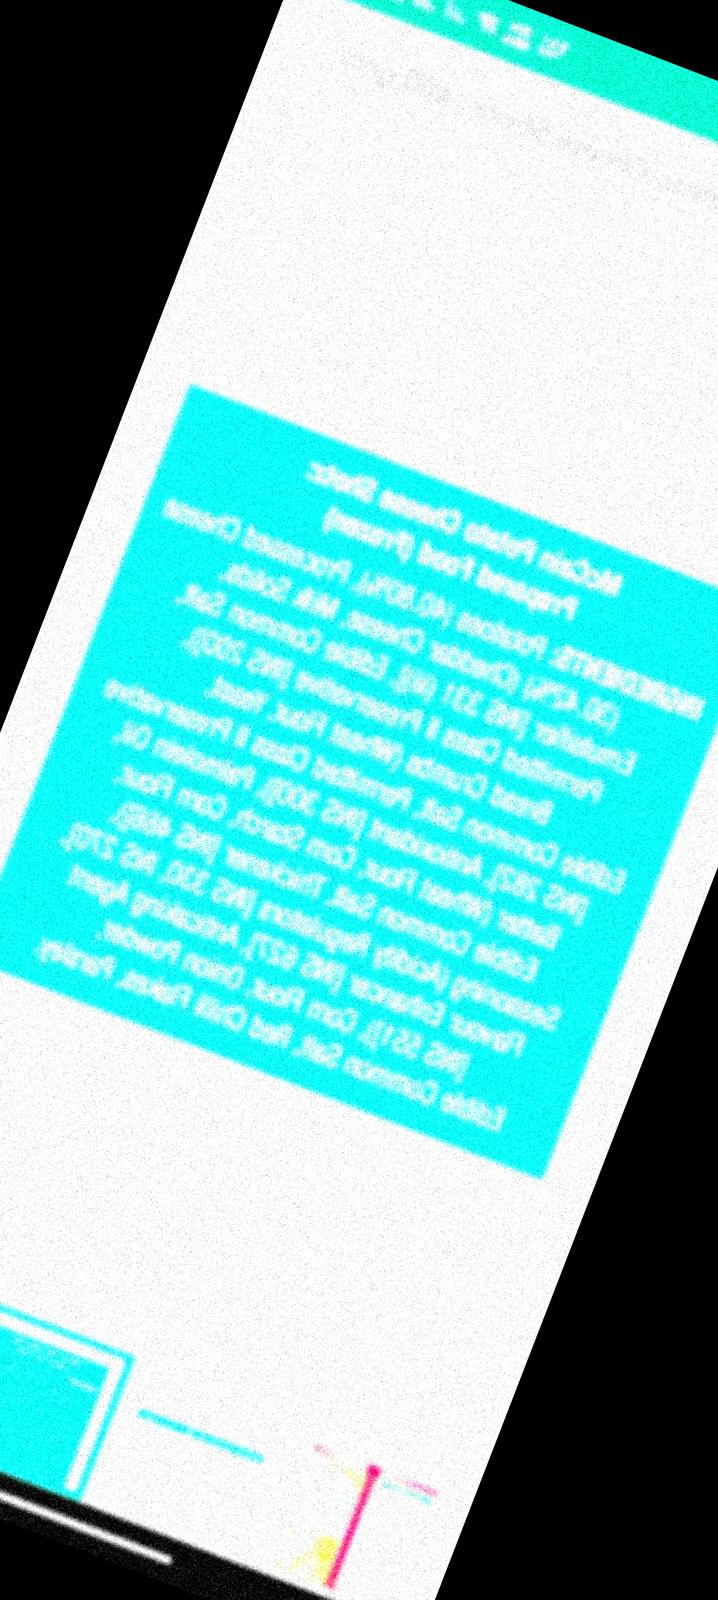 McCain Potato Cheese Shotz:
Prepared Food (Frozen)
INGREDIENTS: Potatoes (40.80%), Processed Cheese
(30.42%) {Cheddar Cheese, Milk Solids,
Emulsifier [INS 331 (iii)], Edible Common Salt,
Permitted Class II Preservative [INS 200]},
Bread Crumbs {Wheat Flour, Yeast,
Edible Common Salt, Permitted Class II Preservative
[INS 282], Antioxidant [INS 300]}, Palmolein Oil,
Batter {Wheat Flour, Corn Starch, Corn Flour,
Edible Common Salt, Thickener [INS 466]},
Seasoning {Acidity Regulators [INS 330, INS 270],
Flavour Enhancer [INS 627], Anticaking Agent
[INS 551]}, Corn Flour, Onion Powder,
Edible Common Salt, Red Chilli Flakes, Parsley